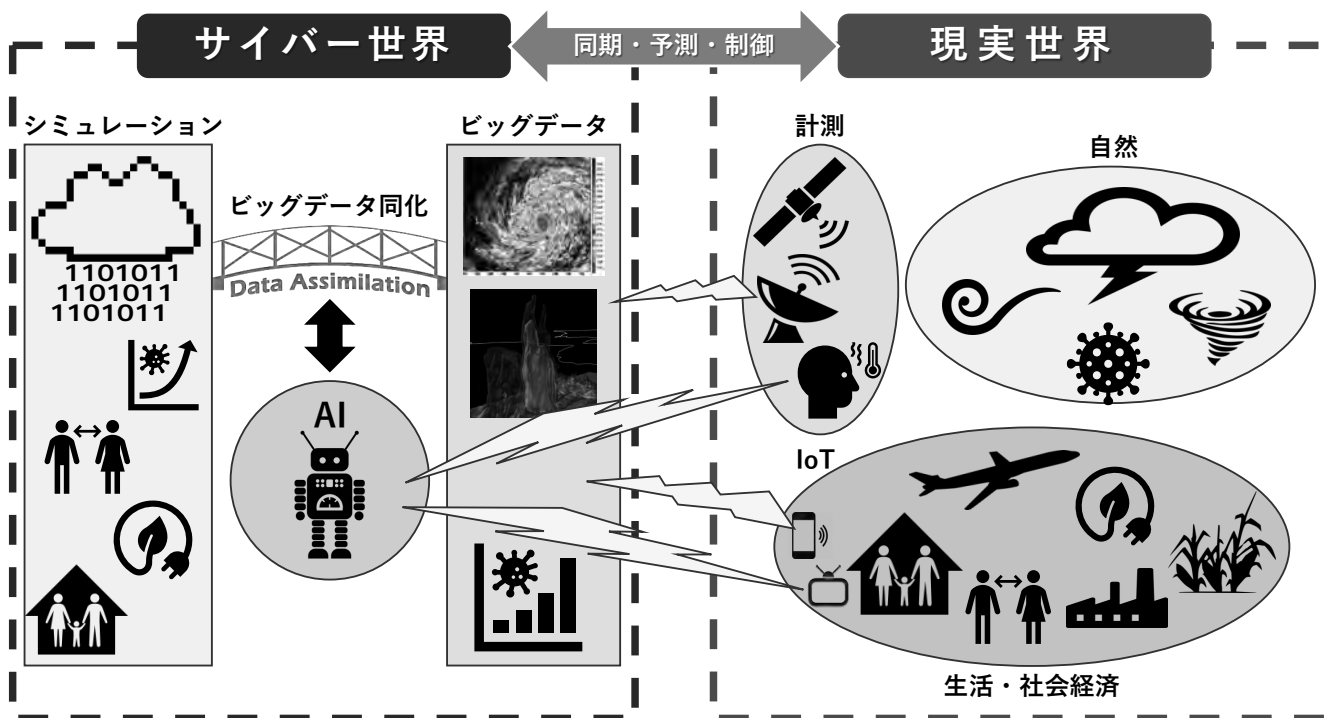 サイバー世界
同期・予測・制御
現実世界
シミュレーション
ビッグデータ
計測
自然
ビッグデータ同化
Data Assimilation
1101011
1101011
1101011
AI
IoT
生活・社会経済